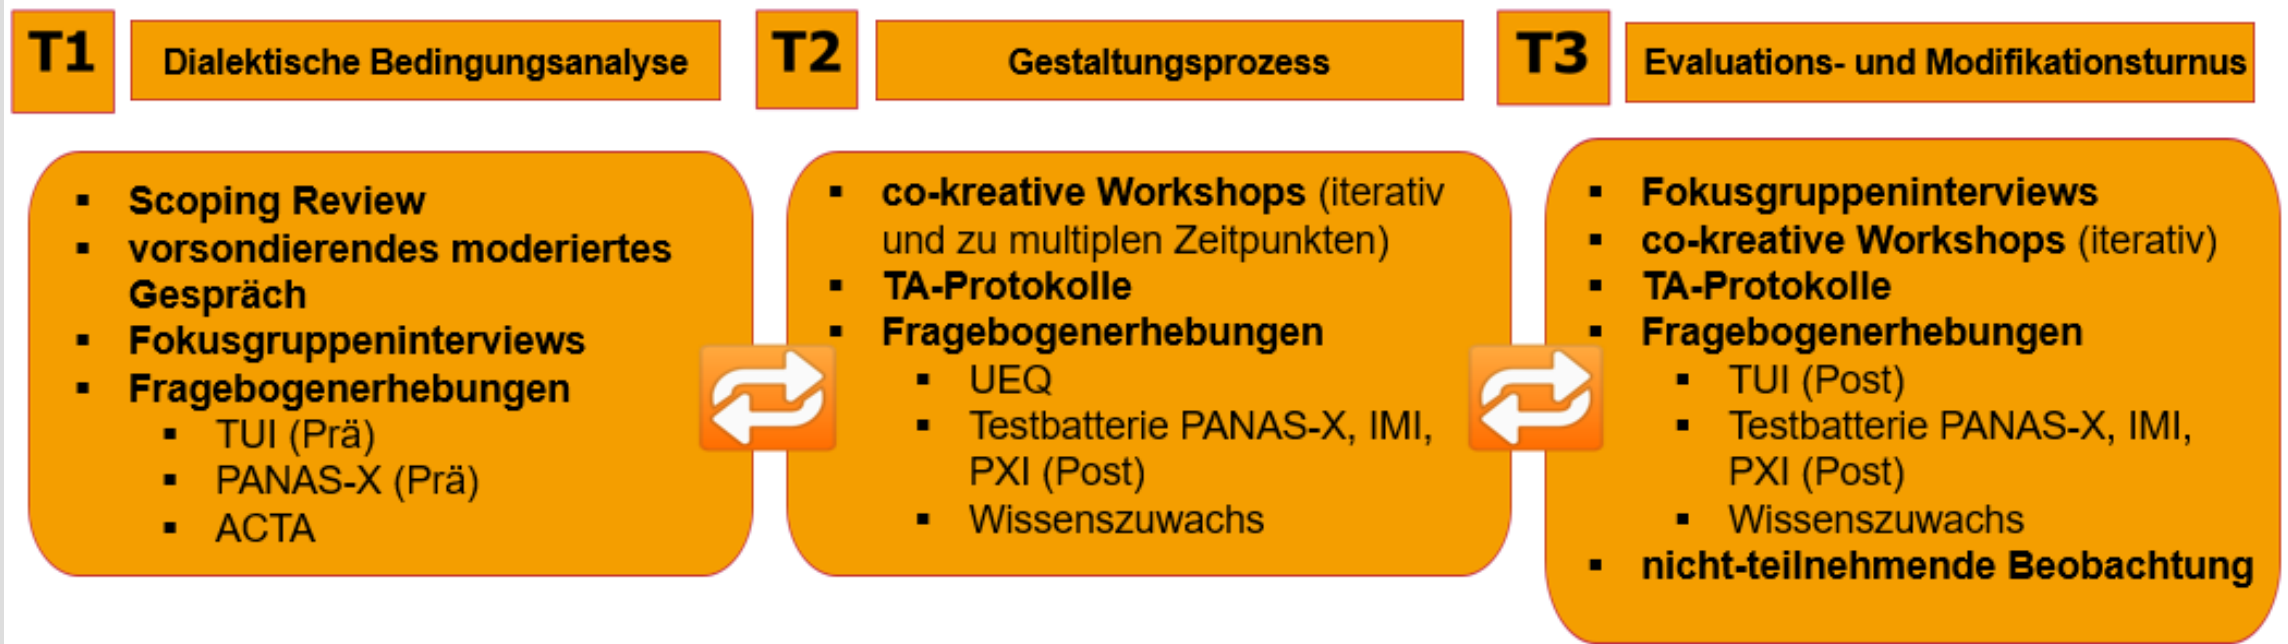 T1
Dialektische Bedingungsanalyse
T2
Gestaltungsprozess
T3
Evaluations- und Modifikationsturnus
▪ Scoping Review
▪ vorsondierendes moderiertes
Gespräch
▪ Fokusgruppeninterviews
▪ Fragebogenerhebungen
▪ TUI (Prä)
▪ PANAS-X (Prä)
▪ ACTA
▪ co-kreative Workshops (iterativ
und zu multiplen Zeitpunkten)
▪ TA-Protokolle
▪ Fragebogenerhebungen
▪ UEQ
▪ Testbatterie PANAS-X, IMI,
PXI (Post)
▪ Wissenszuwachs
▪ Fokusgruppeninterviews
▪ co-kreative Workshops (iterativ)
▪ TA-Protokolle
▪ Fragebogenerhebungen
▪ TUI (Post)
▪ Testbatterie PANAS-X, IMI,
PXI (Post)
▪ Wissenszuwachs
▪ nicht-teilnehmende Beobachtung